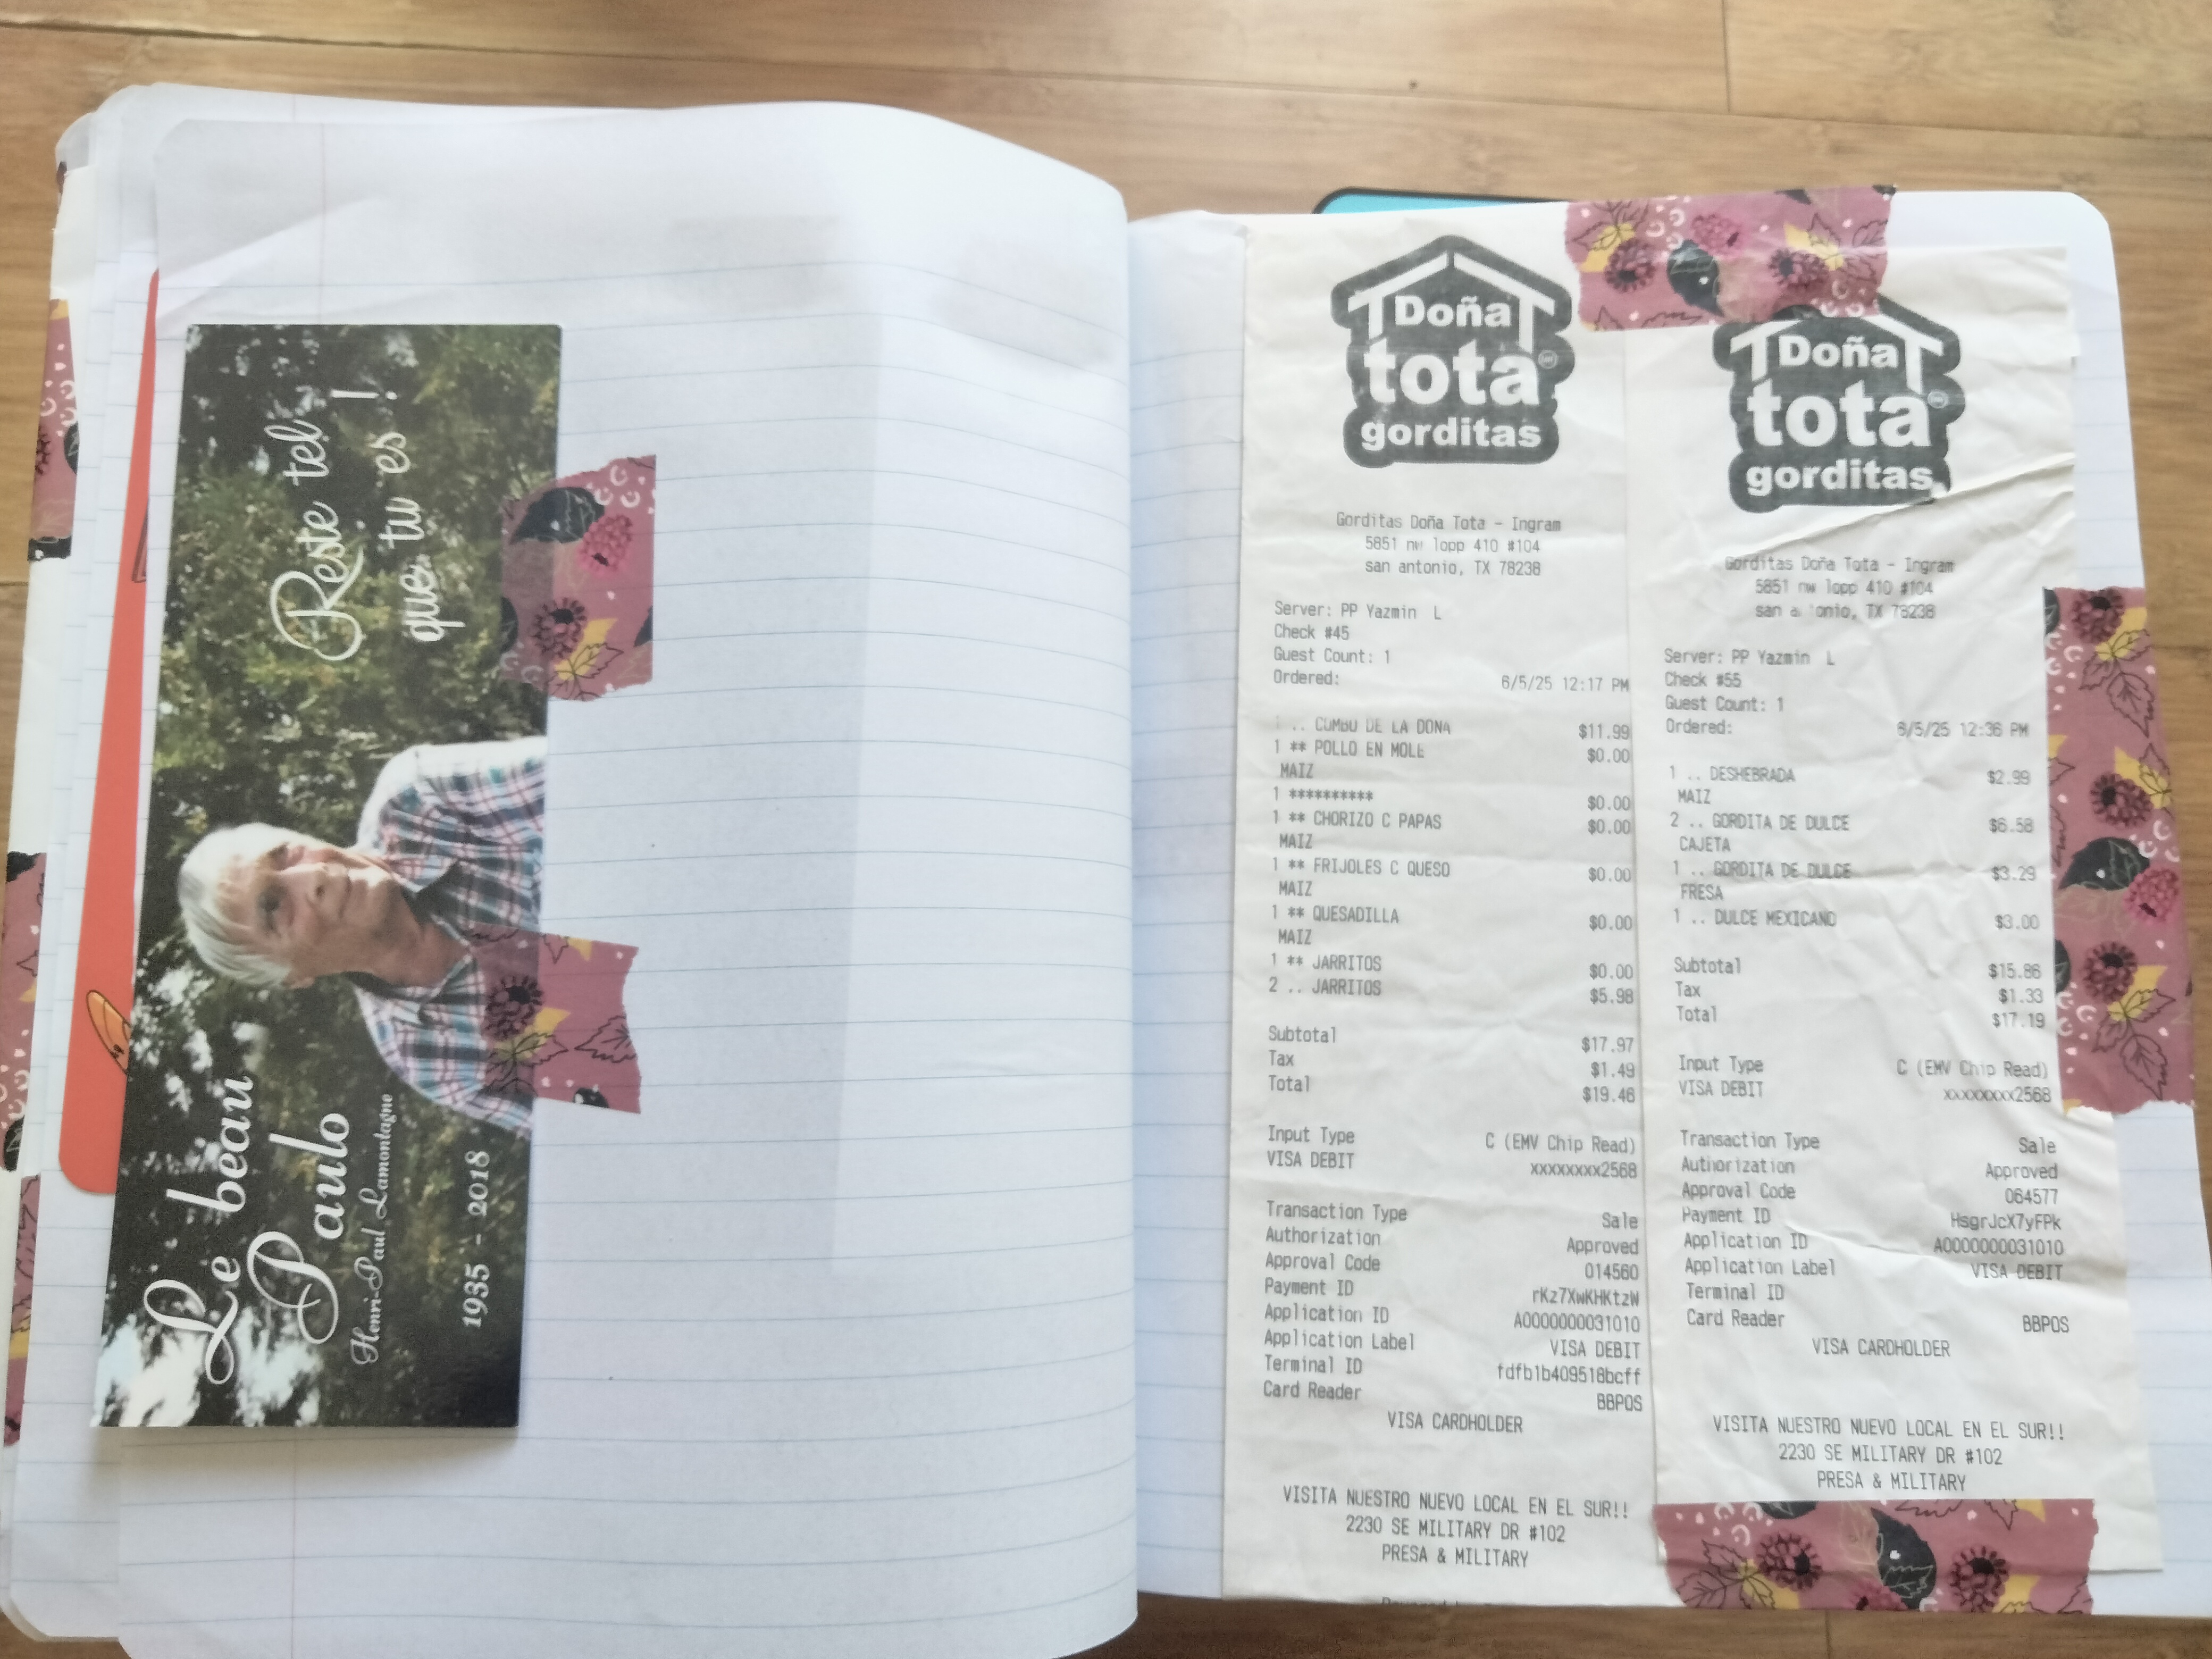 Reste tel
que tu es !
Le beau
Paulo
Henri-Paul Lamontagne
1935 - 2018
Doña
tota
gorditas
Gorditas Doña Tota - Ingram
5851 nw lopp 410 #104
san antonio, TX 78238
Server: PP Yazmin L
Check #45
Guest Count: 1
Ordered: 6/5/25 12:17 PM
1 .. COMBO DE LA DONA $11.99
1 ** POLLO EN MOLE $0.00
MAIZ
1 ********** $0.00
1 ** CHORIZO C PAPAS $0.00
MAIZ
1 ** FRIJOLES C QUESO $0.00
MAIZ
1 ** QUESADILLA $0.00
MAIZ
1 ** JARRITOS $0.00
2 .. JARRITOS $5.98
Subtotal $17.97
Tax $1.49
Total $19.46
Input Type C (EMV Chip Read)
VISA DEBIT xxxxxxxx2568
Transaction Type Sale
Authorization Approved
Approval Code 014560
Payment ID rKz7XwKHKtzW
Application ID A0000000031010
Application Label VISA DEBIT
Terminal ID fdfb1b409518bcff
Card Reader BBPOS
VISA CARDHOLDER
VISITA NUESTRO NUEVO LOCAL EN EL SUR!!
2230 SE MILITARY DR #102
PRESA & MILITARY
Doña
tota
gorditas
Gorditas Doña Tota - Ingram
5851 nw lopp 410 #104
san TX 78238
Server: PP Yazmin L
Check #55
Guest Count: 1
Ordered: 6/5/25 12:36 PM
1 .. DESHEBRADA $2.99
MAIZ
2 .. GORDITA DE DULCE $6.58
CAJETA
1 .. GORDITA DE DULCE $3.29
FRESA
1 .. DULCE MEXICANO $3.00
Subtotal $15.86
Tax $1.33
Total $17.19
Input Type C (EMV Chip Read)
VISA DEBIT xxxxxxxx2568
Transaction Type Sale
Authorization Approved
Approval Code 064577
Payment ID HsgrJcX7yFPk
Application ID A0000000031010
Application Label VISA DEBIT
Terminal ID
Card Reader BBPOS
VISA CARDHOLDER
VISITA NUESTRO NUEVO LOCAL EN EL SUR!!
2230 SE MILITARY DR #102
PRESA & MILITARY